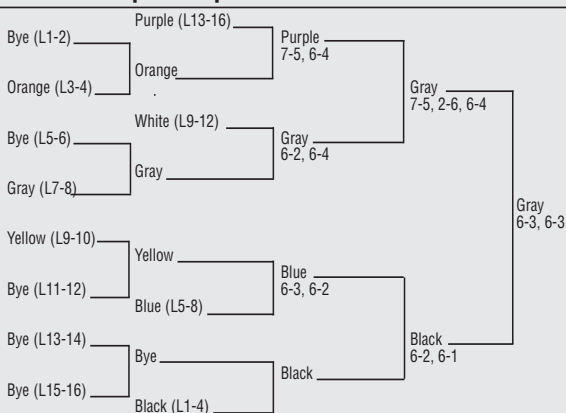 Bye (L1-2)
Orange (L3-4)
Bye (L5-6)
Gray (L7-8)
Yellow (L9-10)
Bye (L11-12)
Bye (L13-14)
Bye (L15-16)
Purple (L13-16)
Orange
White (L9-12)
Gray
Yellow
Blue (L5-8)
Bye
Black (L1-4)
Purple
7-5, 6-4
Gray
6-2, 6-4
Blue
6-3, 6-2
Black
Gray
7-5, 2-6, 6-4
Black
6-2, 6-1
Gray
6-3, 6-3